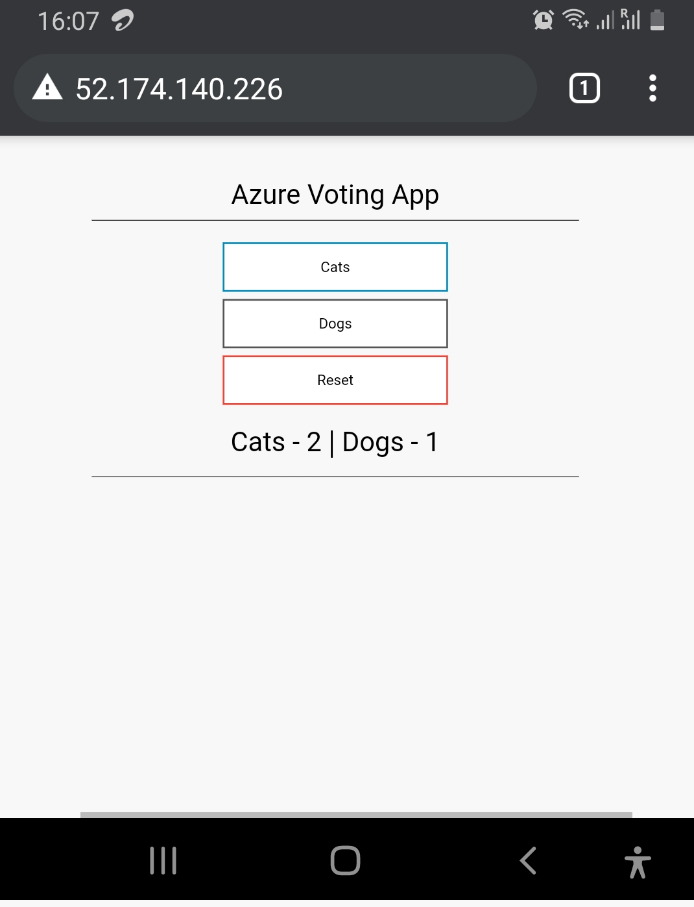 16:07
R
52.174.140.226
1
Azure Voting App
Cats
Dogs
Reset
Cats - 2 | Dogs - 1